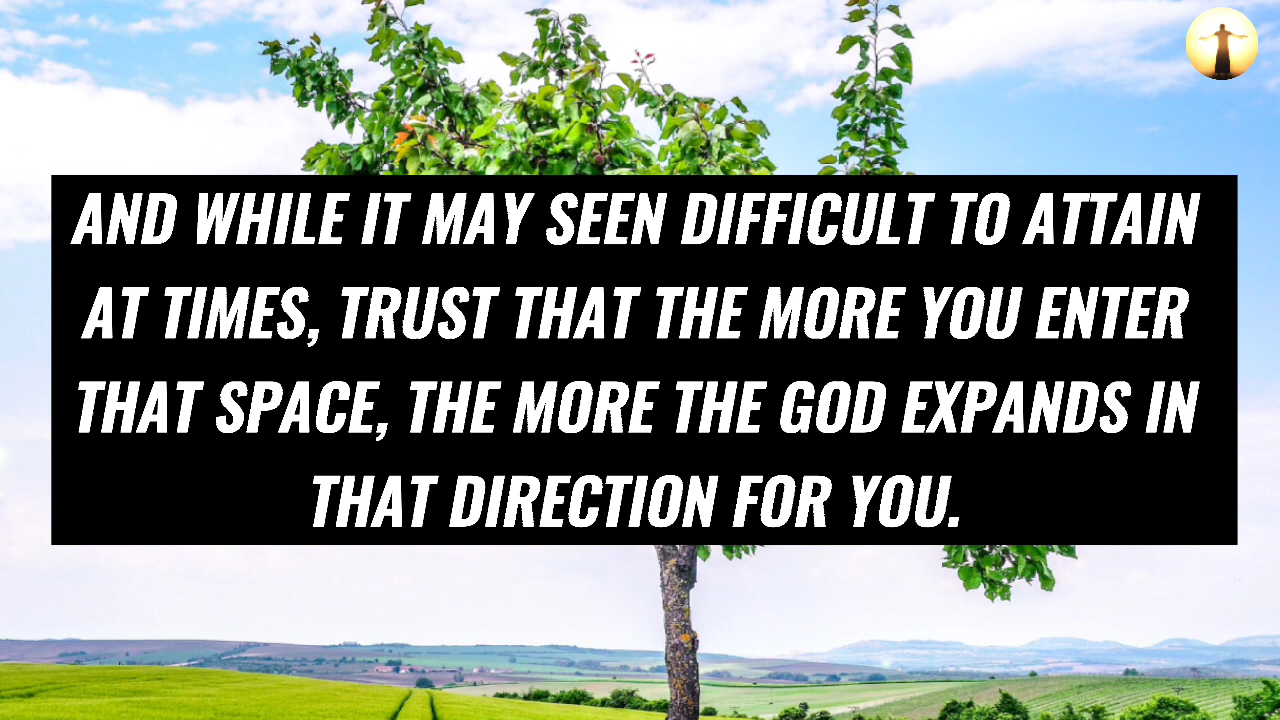 AND WHILE IT MAY SEEN DIFFICULT TO ATTAIN
AT TIMES, TRUST THAT THE MORE YOU ENTER
THAT SPACE, THE MORE THE GOD EXPANDS IN
THAT DIRECTION FOR YOU.